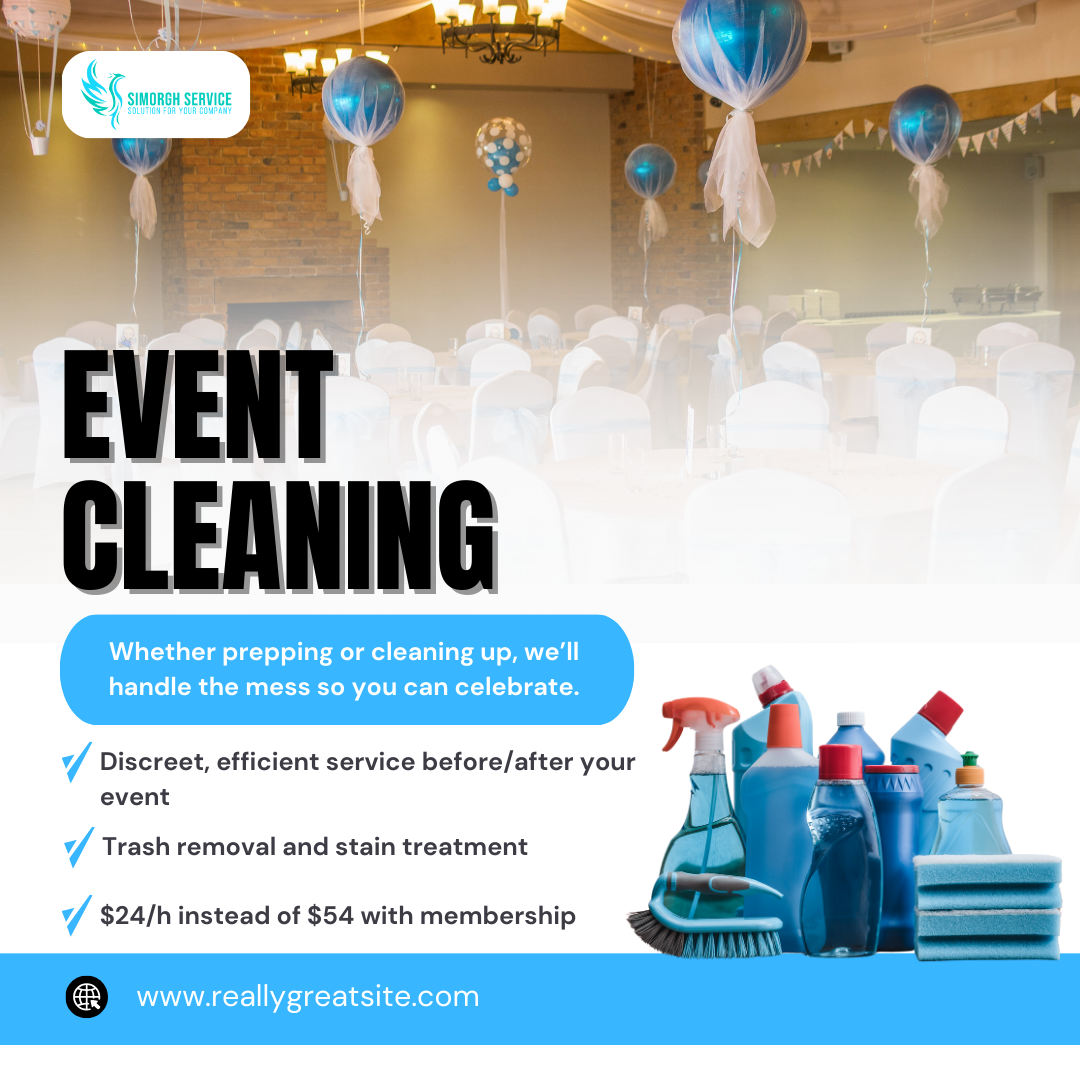 SIMORGH SERVICE
SOLUTION FOR YOUR COMPANY
EVENT
CLEANING
Whether prepping or cleaning up, we’ll
handle the mess so you can celebrate.
Discreet, efficient service before/after your
event
Trash removal and stain treatment
$24/h instead of $54 with membership
www.reallygreatsite.com